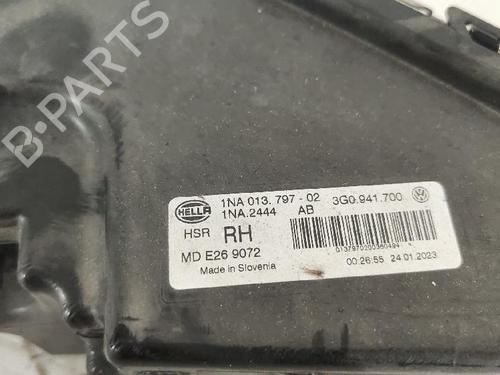 HELLA
1NA 013.797-02 3G0.941.700
1NA.2444 AB
HSR RH
MD E26 9072
Made in Slovenia
0137970200360494
00:26:55 24.01.2023
B-PARTS